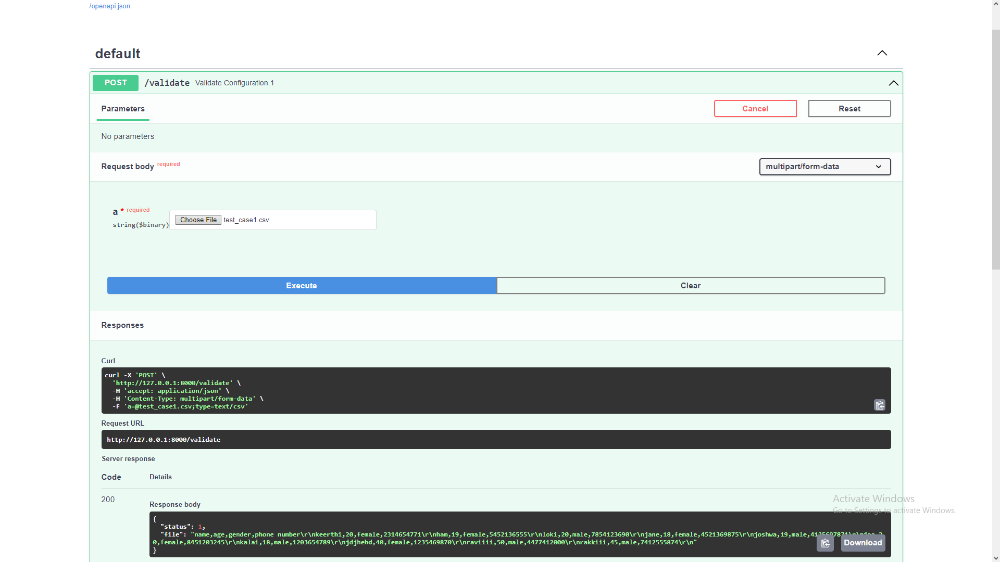 /openapi.json
default
POST /validate Validate Configuration 1
Parameters Cancel Reset
No parameters
Request body required multipart/form-data
a * required
string($binary) Choose File test_case1.csv
Execute Clear
Responses
Curl
curl -X 'POST' \
'http://127.0.0.1:8000/validate' \
-H 'accept: application/json' \
-H 'Content-Type: multipart/form-data' \
-F 'a=@test_case1.csv;type=text/csv'
Request URL
http://127.0.0.1:8000/validate
Server response
Code Details
200
Response body
Activate Windows
Go to Settings to activate Windows.
{
"status": 1,
"file": "name,age,gender,phone number\r\nkeerthi,20,female,2314654771\r\nham,19,female,5452136555\r\nloki,20,male,7854123690\r\njane,18,female,4521369875\r\njoshwa,19,male,4125697871\r\njoe,2
0,female,8451203245\r\nkalai,18,male,1203654789\r\njdjhehd,40,female,1235469870\r\nraviiii,50,male,4477412000\r\nrakkiii,45,male,7412555874\r\n"
}
Download